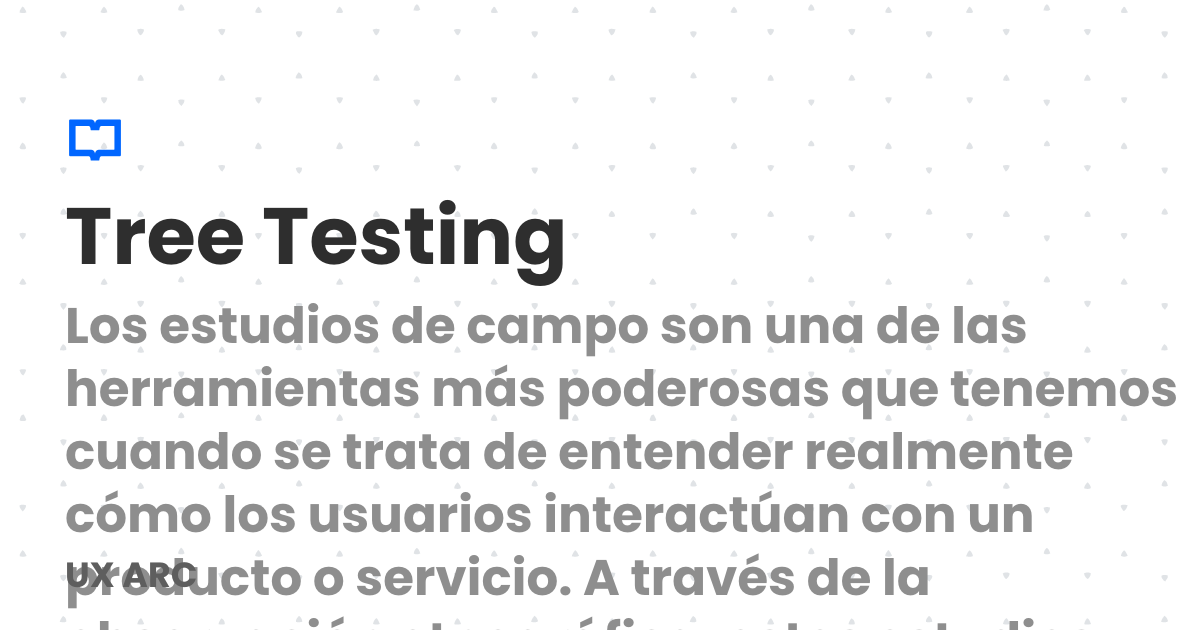 Tree Testing
Los estudios de campo son una de las
herramientas más poderosas que tenemos
cuando se trata de entender realmente
cómo los usuarios interactúan con un
producto o servicio. A través de la
UX ARC